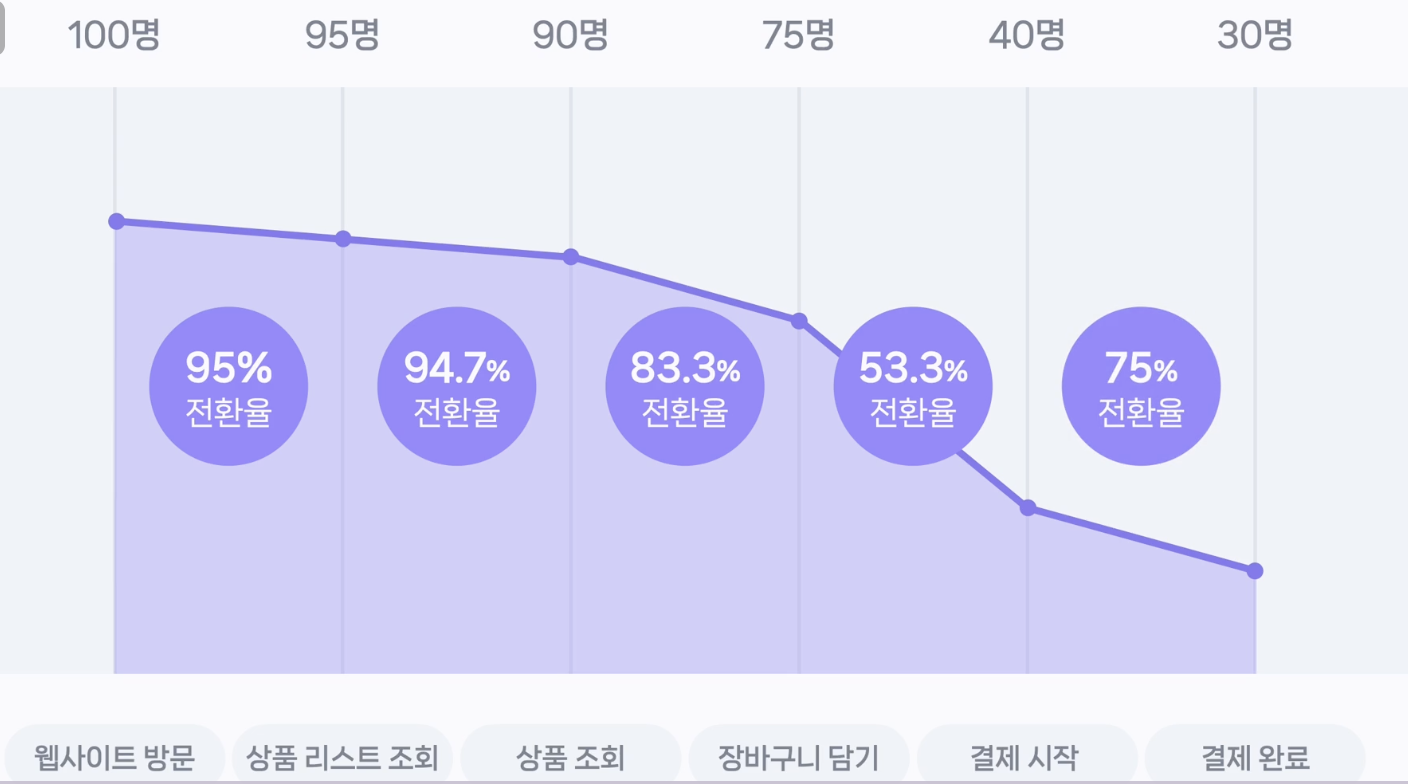 100명 95명 90명 75명 40명 30명
95% 94.7% 83.3% 53.3% 75%
전환율 전환율 전환율 전환율 전환율
웹사이트 방문 상품 리스트 조회 상품 조회 장바구니 담기 결제 시작 결제 완료